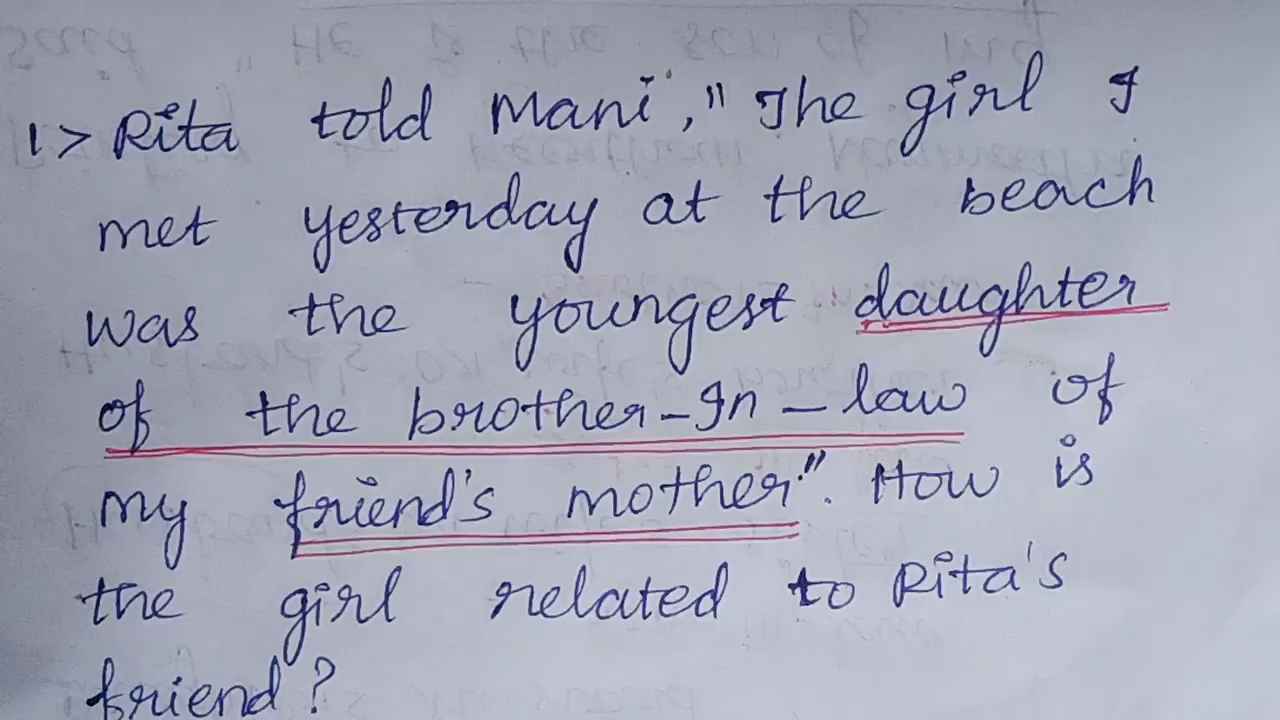 1> Rita told Mani, "The girl I
met yesterday at the beach
was the youngest daughter
of the brother-In-law of
my friend's mother". How is
the girl related to Rita's
friend?